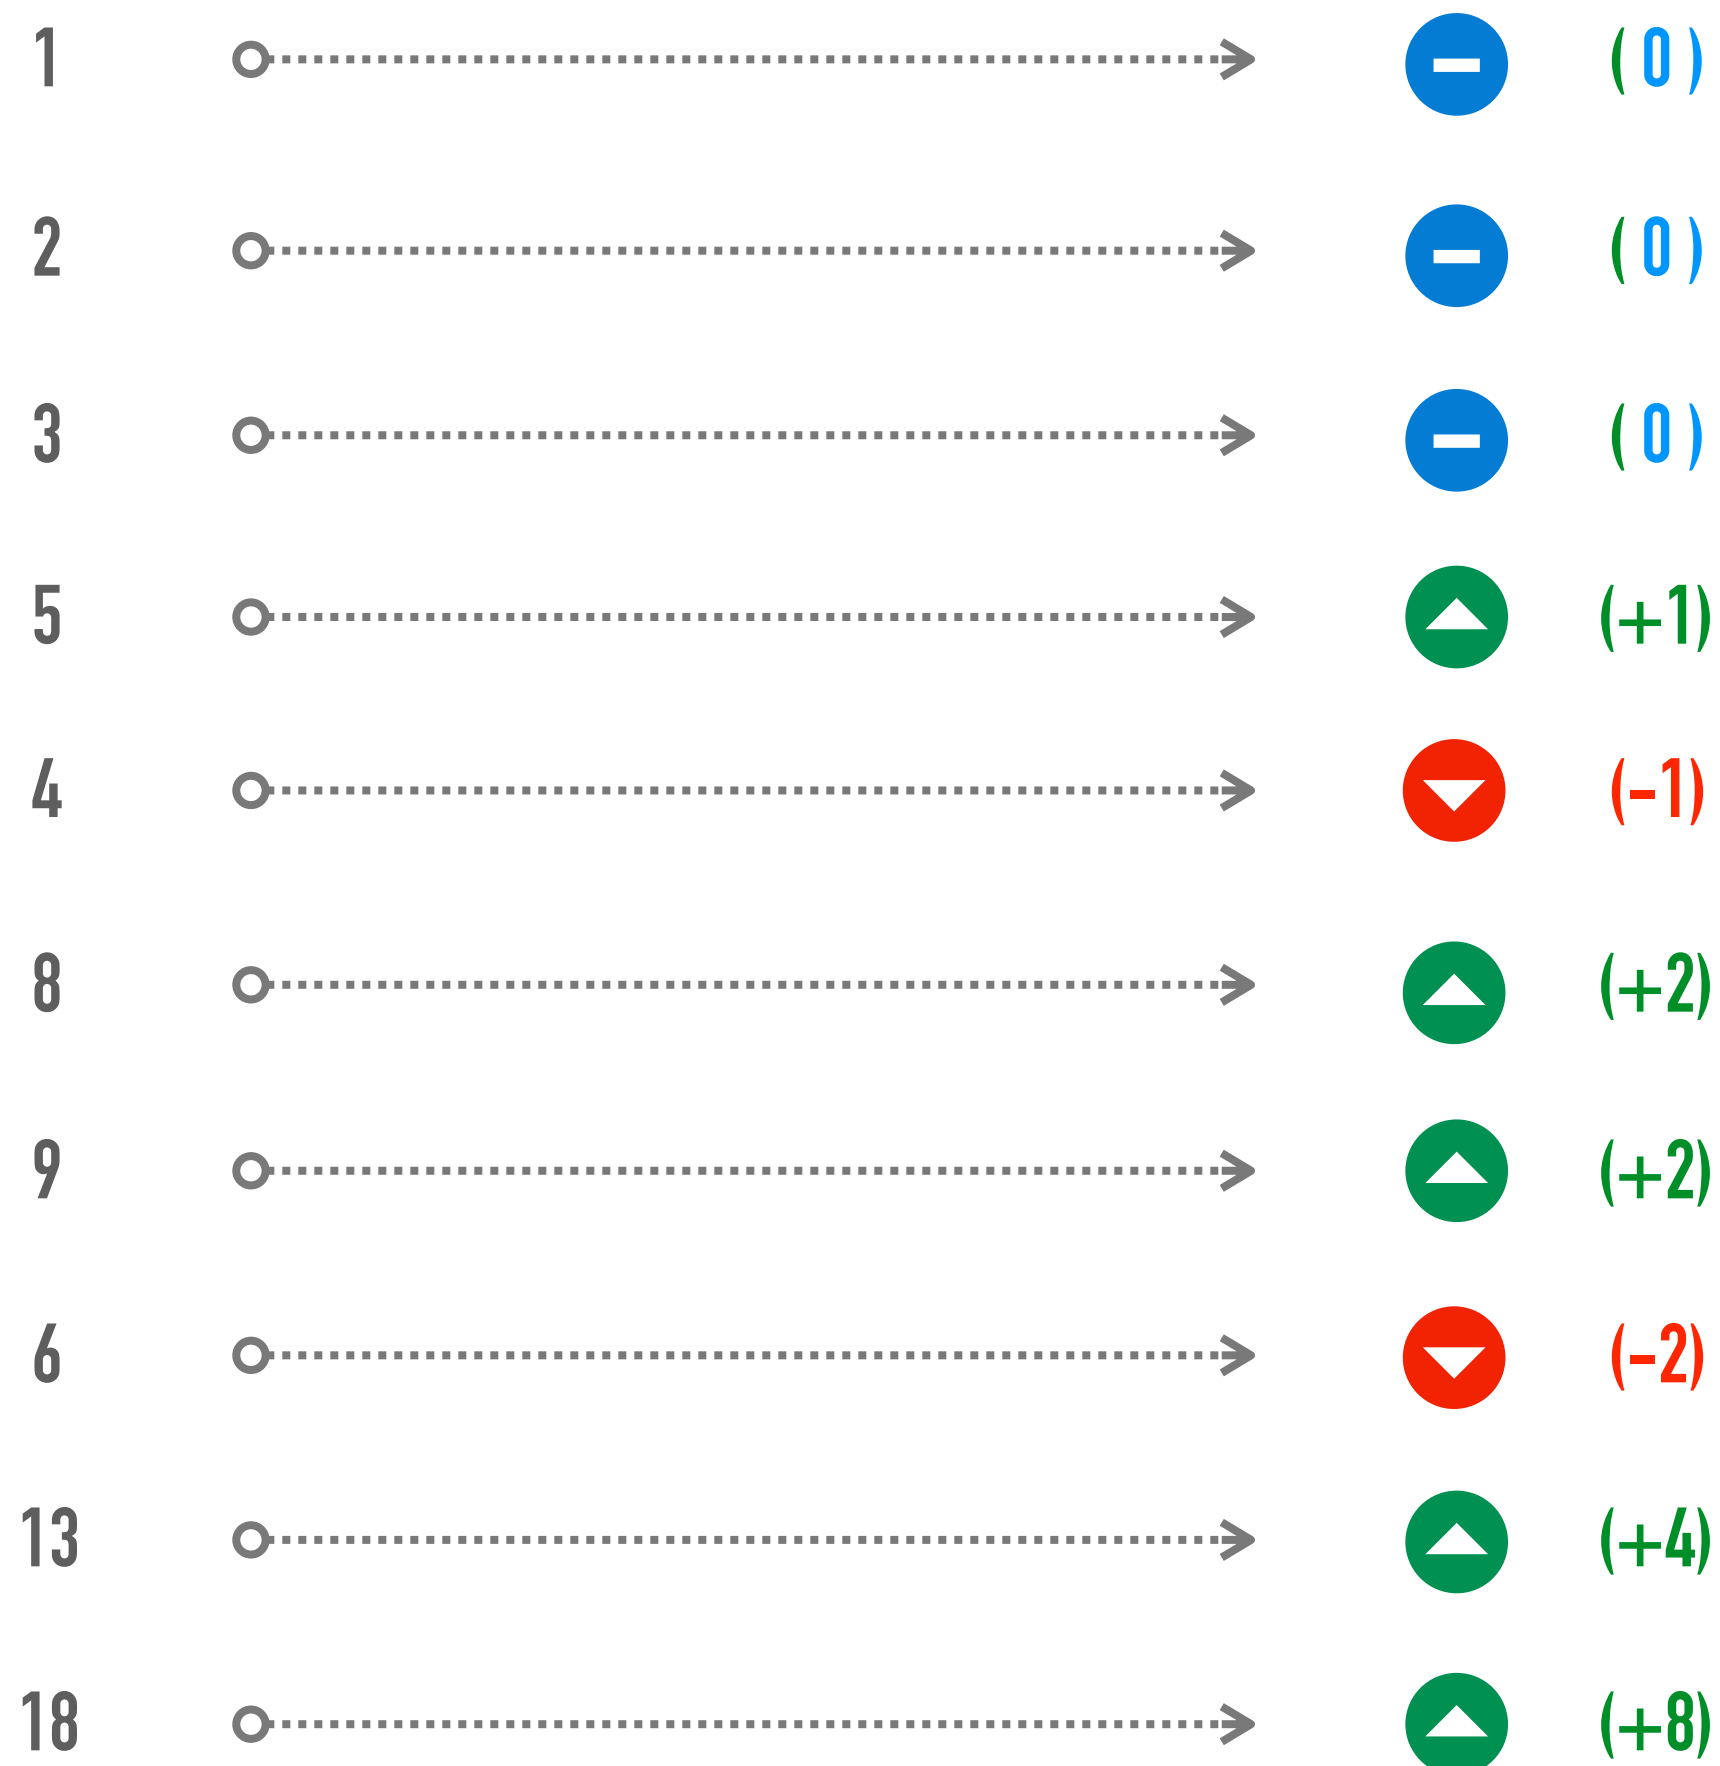 1 ( 0 )
2 ( 0 )
3 ( 0 )
5 (+1)
4 (-1)
8 (+2)
9 (+2)
6 (-2)
13 (+4)
18 (+8)